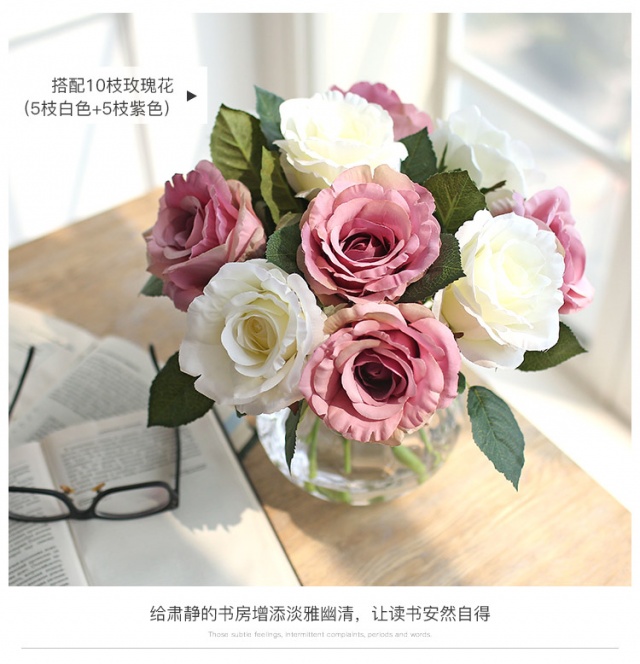 搭配10枝玫瑰花
（5枝白色+5枝紫色）
给肃静的书房增添淡雅幽清，让读书安然自得
Those subtle feelings, intermittent complaints, periods and words.